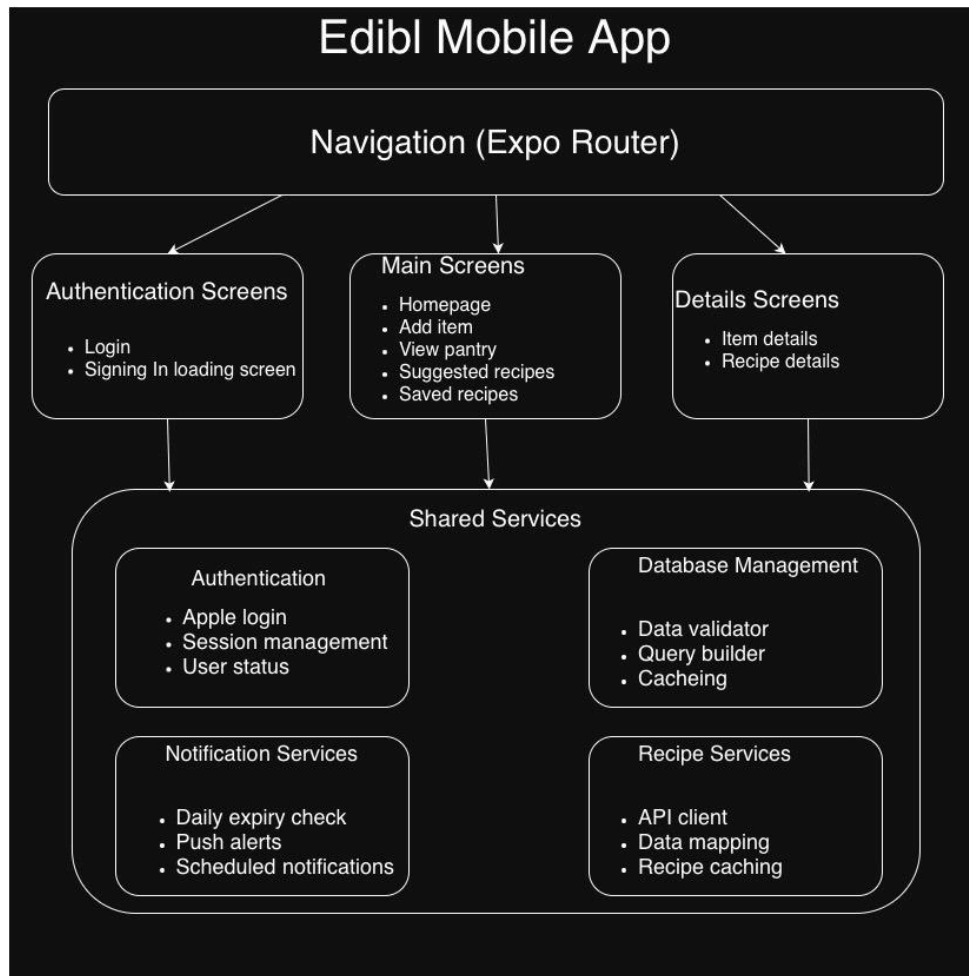 Edibl Mobile App
Navigation (Expo Router)
Authentication Screens
• Login
• Signing In loading screen
Main Screens
• Homepage
• Add item
• View pantry
• Suggested recipes
• Saved recipes
Details Screens
• Item details
• Recipe details
Shared Services
Authentication
• Apple login
• Session management
• User status
Database Management
• Data validator
• Query builder
• Cacheing
Notification Services
• Daily expiry check
• Push alerts
• Scheduled notifications
Recipe Services
• API client
• Data mapping
• Recipe caching